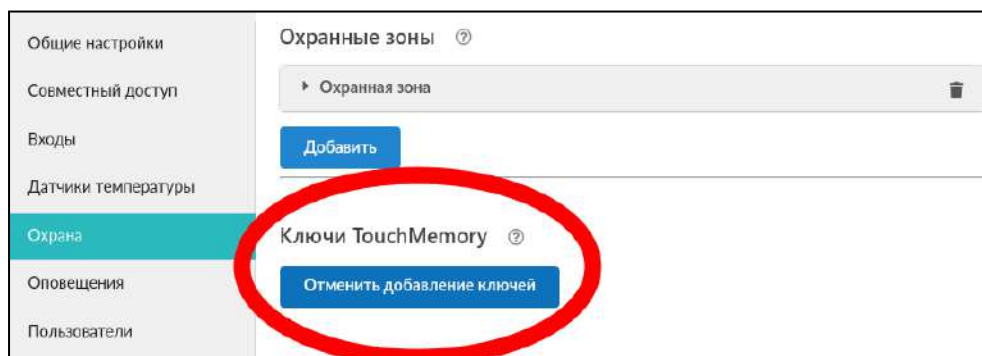 Общие настройки
Совместный доступ
Входы
Датчики температуры
Охрана
Оповещения
Пользователи
Охранные зоны ?
Охранная зона
Добавить
Ключи TouchMemory ?
Отменить добавление ключей